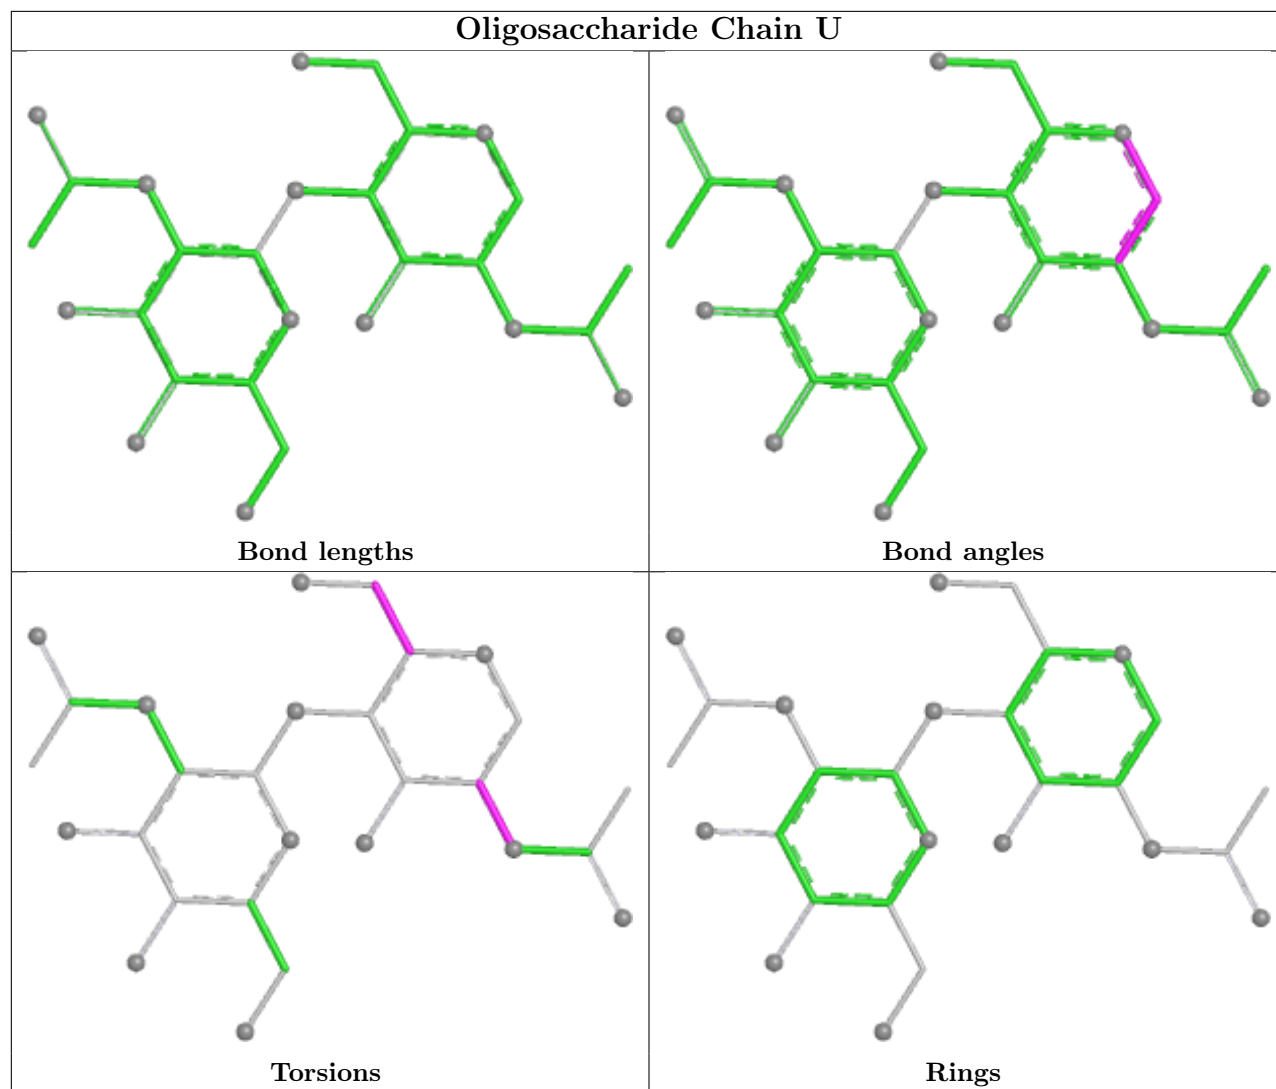 Oligosaccharide Chain U
Bond lengths
Bond angles
Torsions
Rings